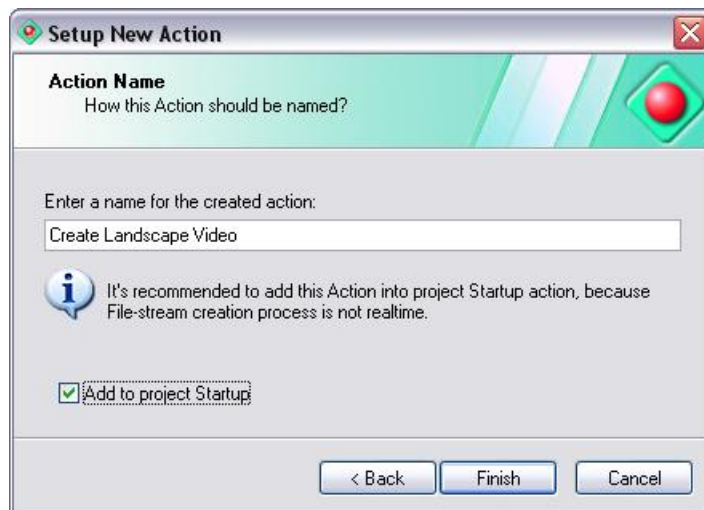 Setup New Action
Action Name
How this Action should be named?
Enter a name for the created action:
Create Landscape Video
It's recommended to add this Action into project Startup action, because
File-stream creation process is not realtime.
Add to project Startup
< Back Finish Cancel